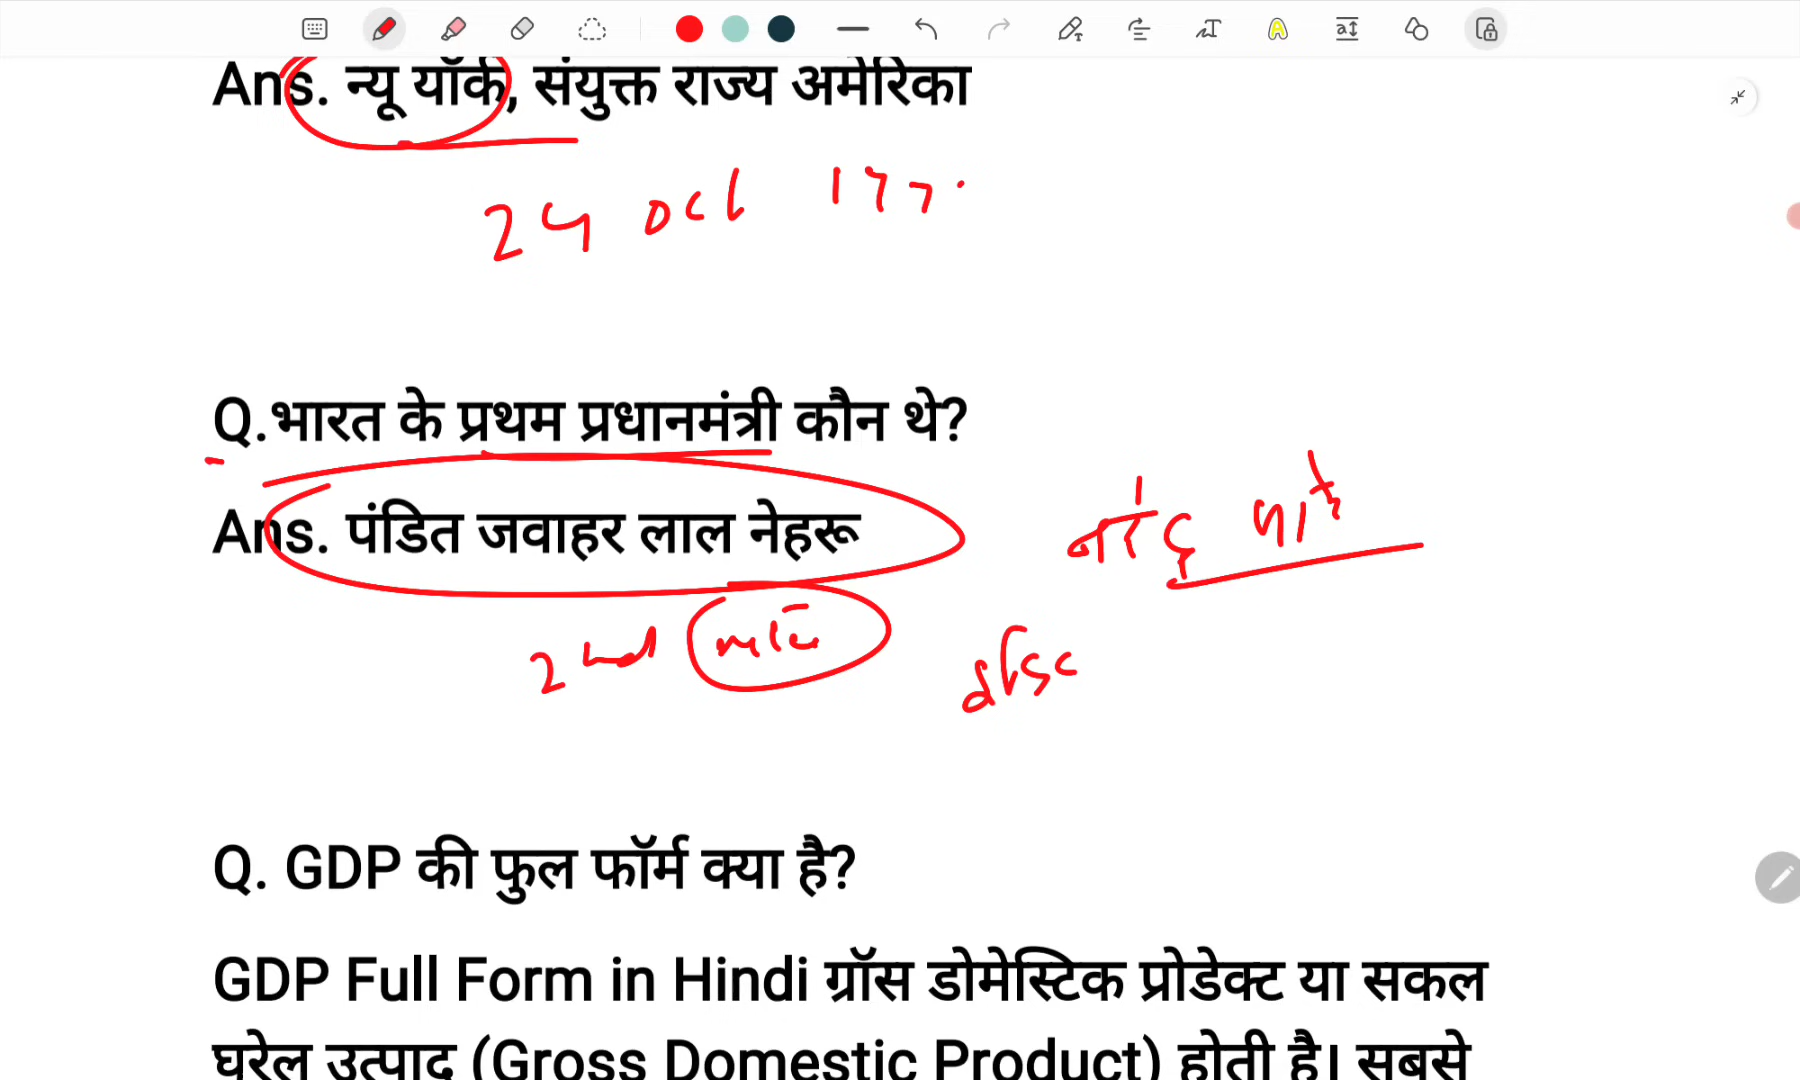 Ans. न्यू यॉर्क, संयुक्त राज्य अमेरिका
24 oct
Q.भारत के प्रथम प्रधानमंत्री कौन थे?
Ans. पंडित जवाहर लाल नेहरू
2nd
Q. GDP की फुल फॉर्म क्या है?
GDP Full Form in Hindi ग्रॉस डोमेस्टिक प्रोडेक्ट या सकल
घरेलू उत्पाद (Gross Domestic Product) होती है। सबसे